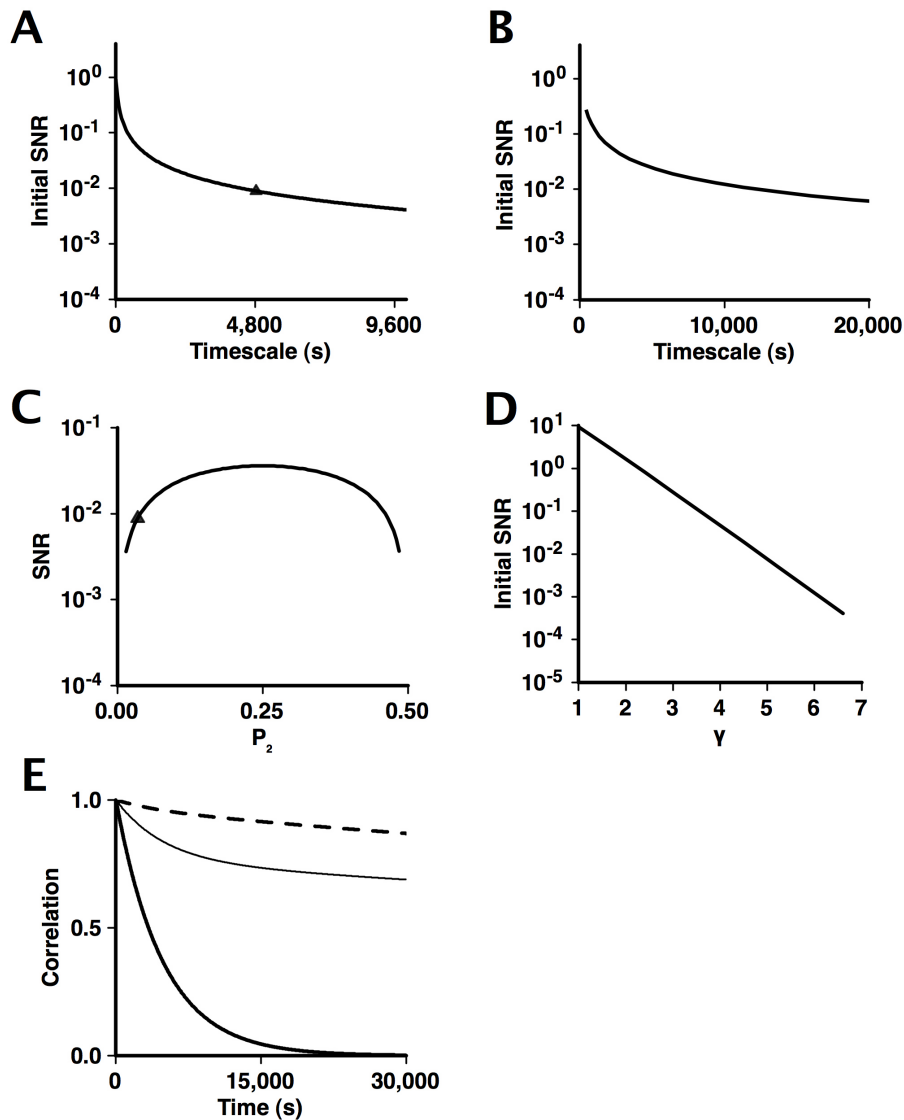 A
Initial SNR
10^0
10^-1
10^-2
10^-3
10^-4
0 4,800 9,600
Timescale (s)
B
Initial SNR
10^0
10^-1
10^-2
10^-3
10^-4
0 10,000 20,000
Timescale (s)
C
SNR
10^-1
10^-2
10^-3
10^-4
0.00 0.25 0.50
P_2
D
Initial SNR
10^1
10^0
10^-1
10^-2
10^-3
10^-4
10^-5
1 2 3 4 5 6 7
γ
E
Correlation
1.0
0.5
0.0
0 15,000 30,000
Time (s)